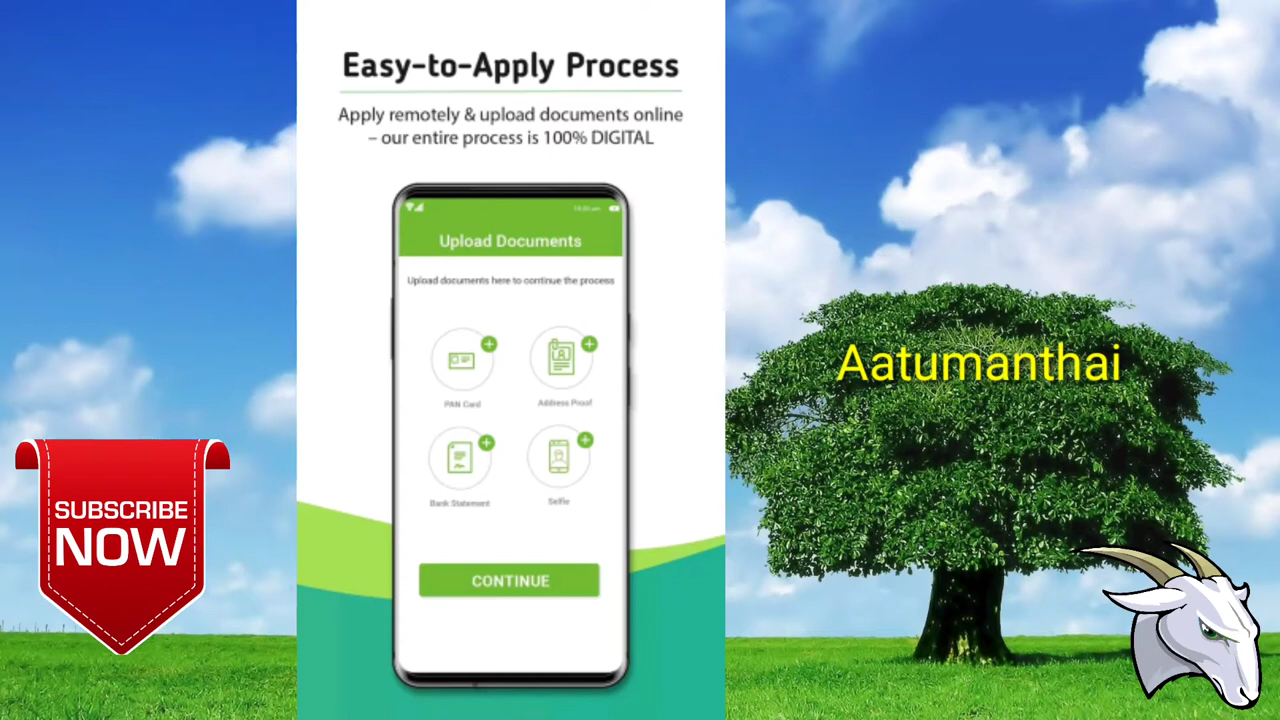 Easy-to-Apply Process
Apply remotely & upload documents online
– our entire process is 100% DIGITAL
Upload Documents
Upload documents here to continue the process
PAN Card
Address Proof
Bank Statement
Selfie
CONTINUE
SUBSCRIBE
NOW
Aatumanthai